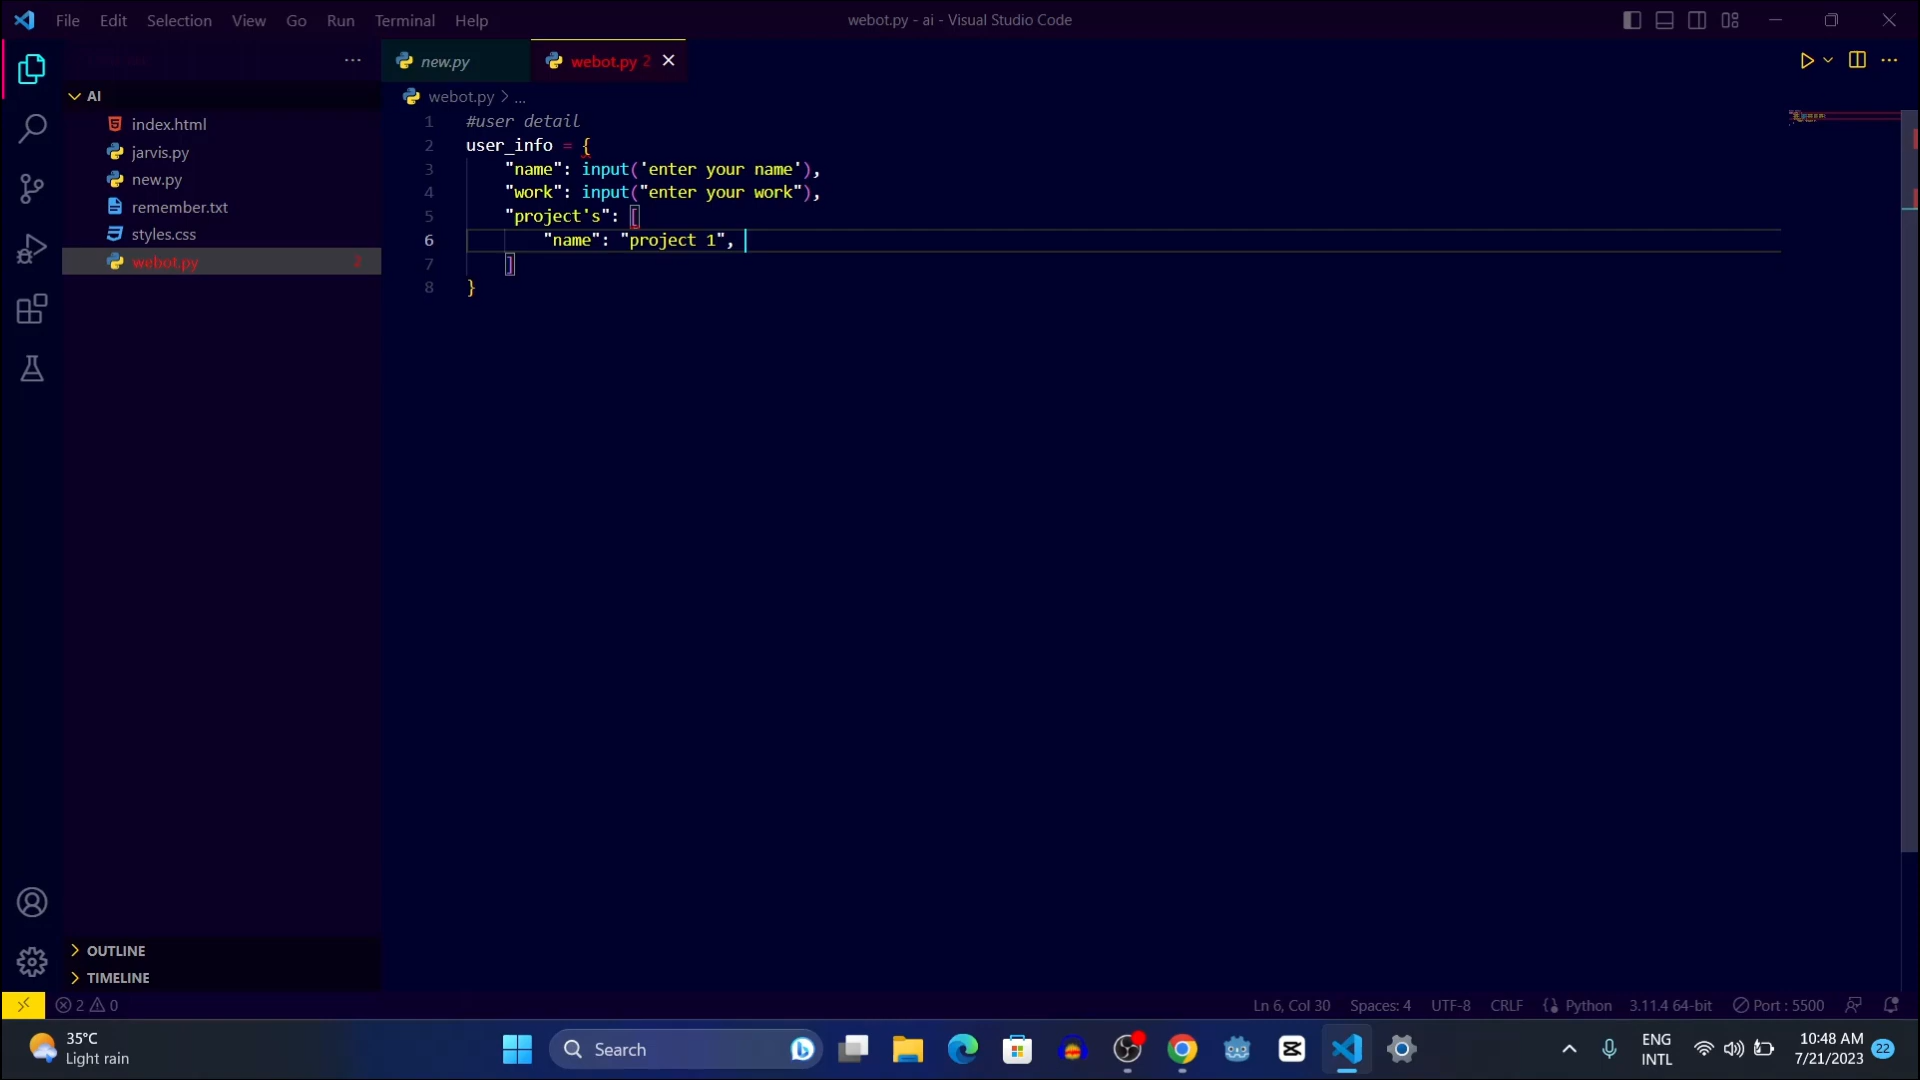 File Edit Selection View Go Run Terminal Help
webot.py - ai - Visual Studio Code
new.py
webot.py 2
AI
webot.py > ...
index.html
jarvis.py
new.py
remember.txt
styles.css
webot.py 2
1 #user detail
2 user_info = {
3 "name": input('enter your name'),
4 "work": input("enter your work"),
5 "project's": [
6 "name": "project 1",
7 ]
8 }
OUTLINE
TIMELINE
2 0
Ln 6, Col 30 Spaces: 4 UTF-8 CRLF Python 3.11.4 64-bit Port : 5500
35°C
Light rain
Search
ENG
INTL
10:48 AM
7/21/2023
22